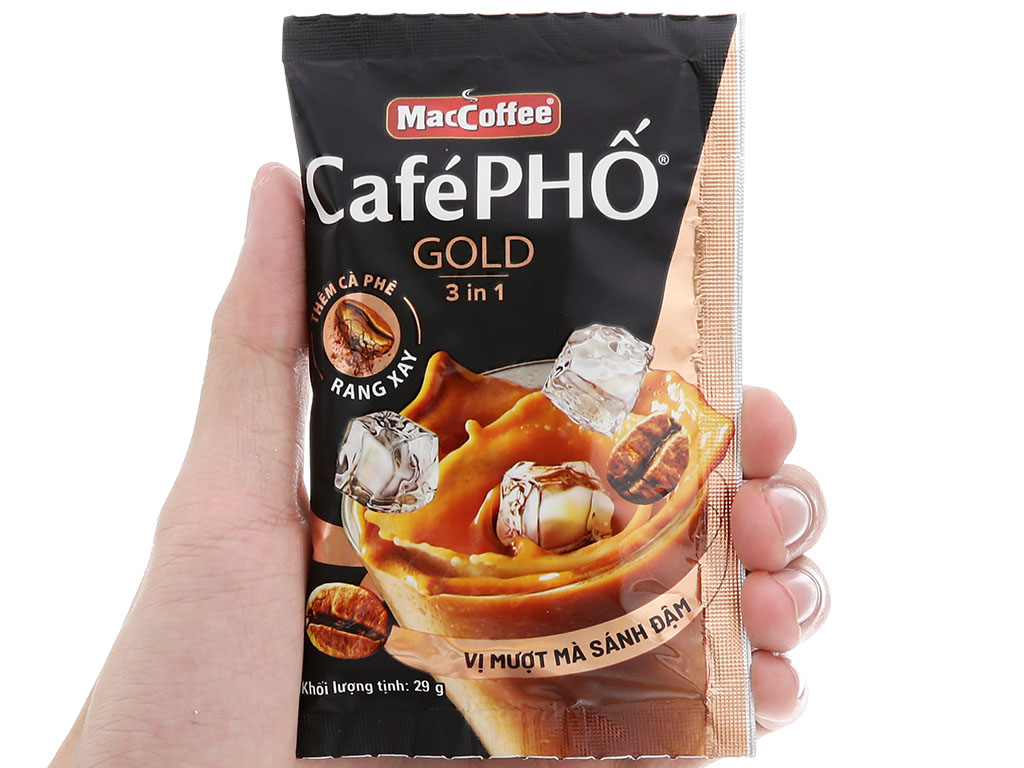 MacCoffee®
CaféPHỐ®
GOLD
3 in 1
THÊM CÀ PHÊ
RANG XAY
VỊ MƯỢT MÀ SÁNH ĐẬM
Khối lượng tịnh: 29 g